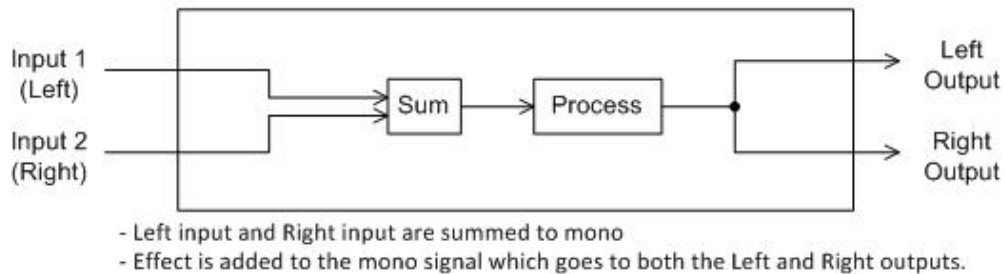 Input 1
(Left)
Input 2
(Right)
Sum
Process
Left
Output
Right
Output
- Left input and Right input are summed to mono
- Effect is added to the mono signal which goes to both the Left and Right outputs.